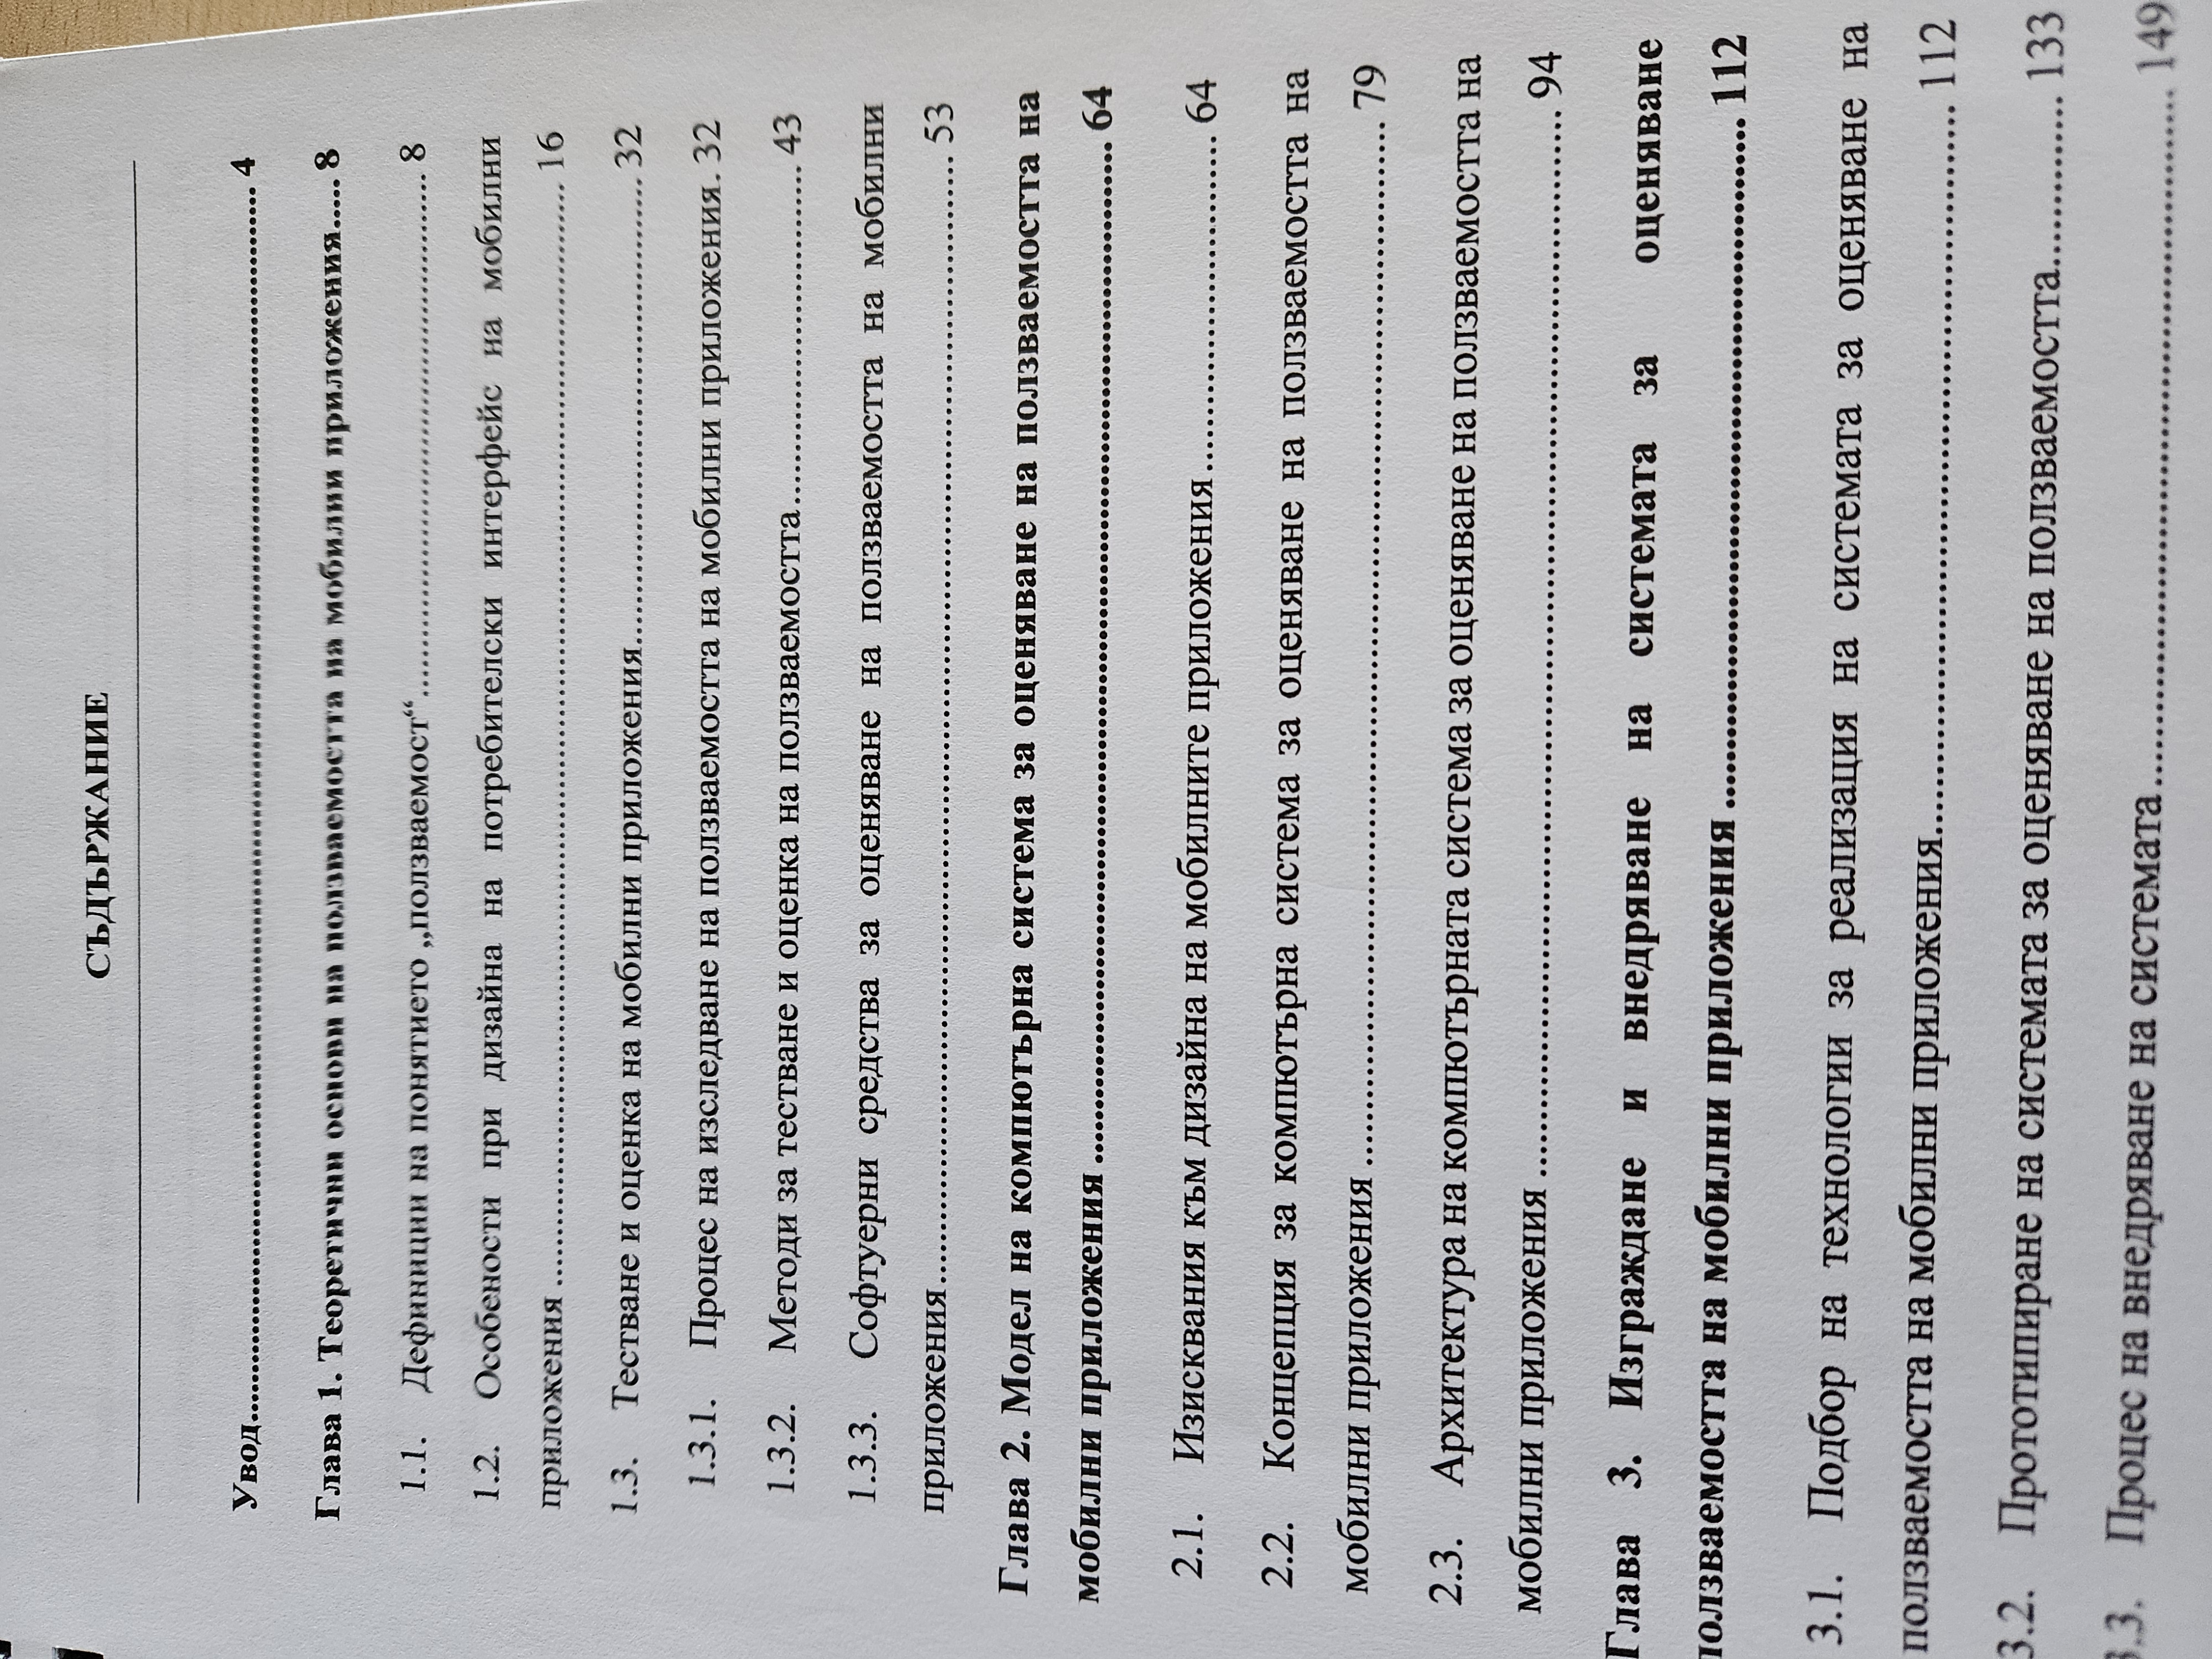 СЪДЪРЖАНИЕ
Увод........................................................................................................ 4
Глава 1. Теоретични основи на ползваемостта на мобилни приложения..... 8
1.1. Дефиниции на понятието „ползваемост“.................................................. 8
1.2. Особености при дизайна на потребителски интерфейс на мобилни
приложения ................................................................................................ 16
1.3. Тестване и оценка на мобилни приложения............................................ 32
1.3.1. Процес на изследване на ползваемостта на мобилни приложения. 32
1.3.2. Методи за тестване и оценка на ползваемостта................................ 43
1.3.3. Софтуерни средства за оценяване на ползваемостта на мобилни
приложения................................................................................................ 53
Глава 2. Модел на компютърна система за оценяване на ползваемостта на
мобилни приложения ................................................................................ 64
2.1. Изисквания към дизайна на мобилните приложения............................... 64
2.2. Концепция за компютърна система за оценяване на ползваемостта на
мобилни приложения ................................................................................ 79
2.3. Архитектура на компютърната система за оценяване на ползваемостта на
мобилни приложения ................................................................................ 94
Глава 3. Изграждане и внедряване на системата за оценяване
ползваемостта на мобилни приложения ................................................... 112
3.1. Подбор на технологии за реализация на системата за оценяване на
ползваемостта на мобилни приложения.................................................... 112
3.2. Прототипиране на системата за оценяване на ползваемостта.............. 133
3.3. Процес на внедряване на системата ...................................................... 149